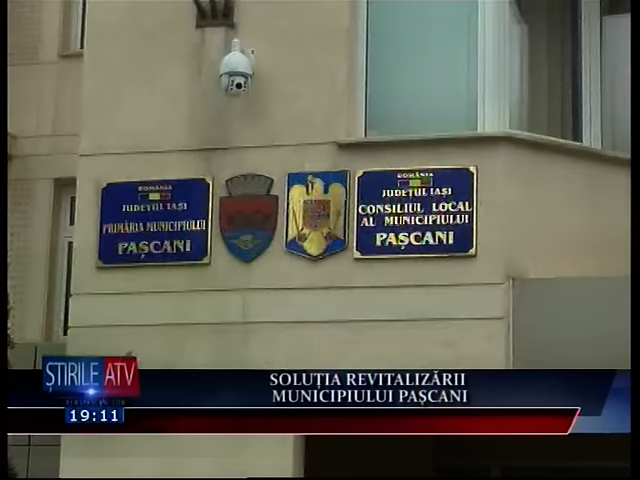 ROMÂNIA
JUDEȚUL IAȘI
PRIMĂRIA MUNICIPIULUI
PAȘCANI
ROMÂNIA
JUDEȚUL IAȘI
CONSILIUL LOCAL
AL MUNICIPIULUI
PAȘCANI
ȘTIRILE ATV
19:11
SOLUȚIA REVITALIZĂRII
MUNICIPIULUI PAȘCANI